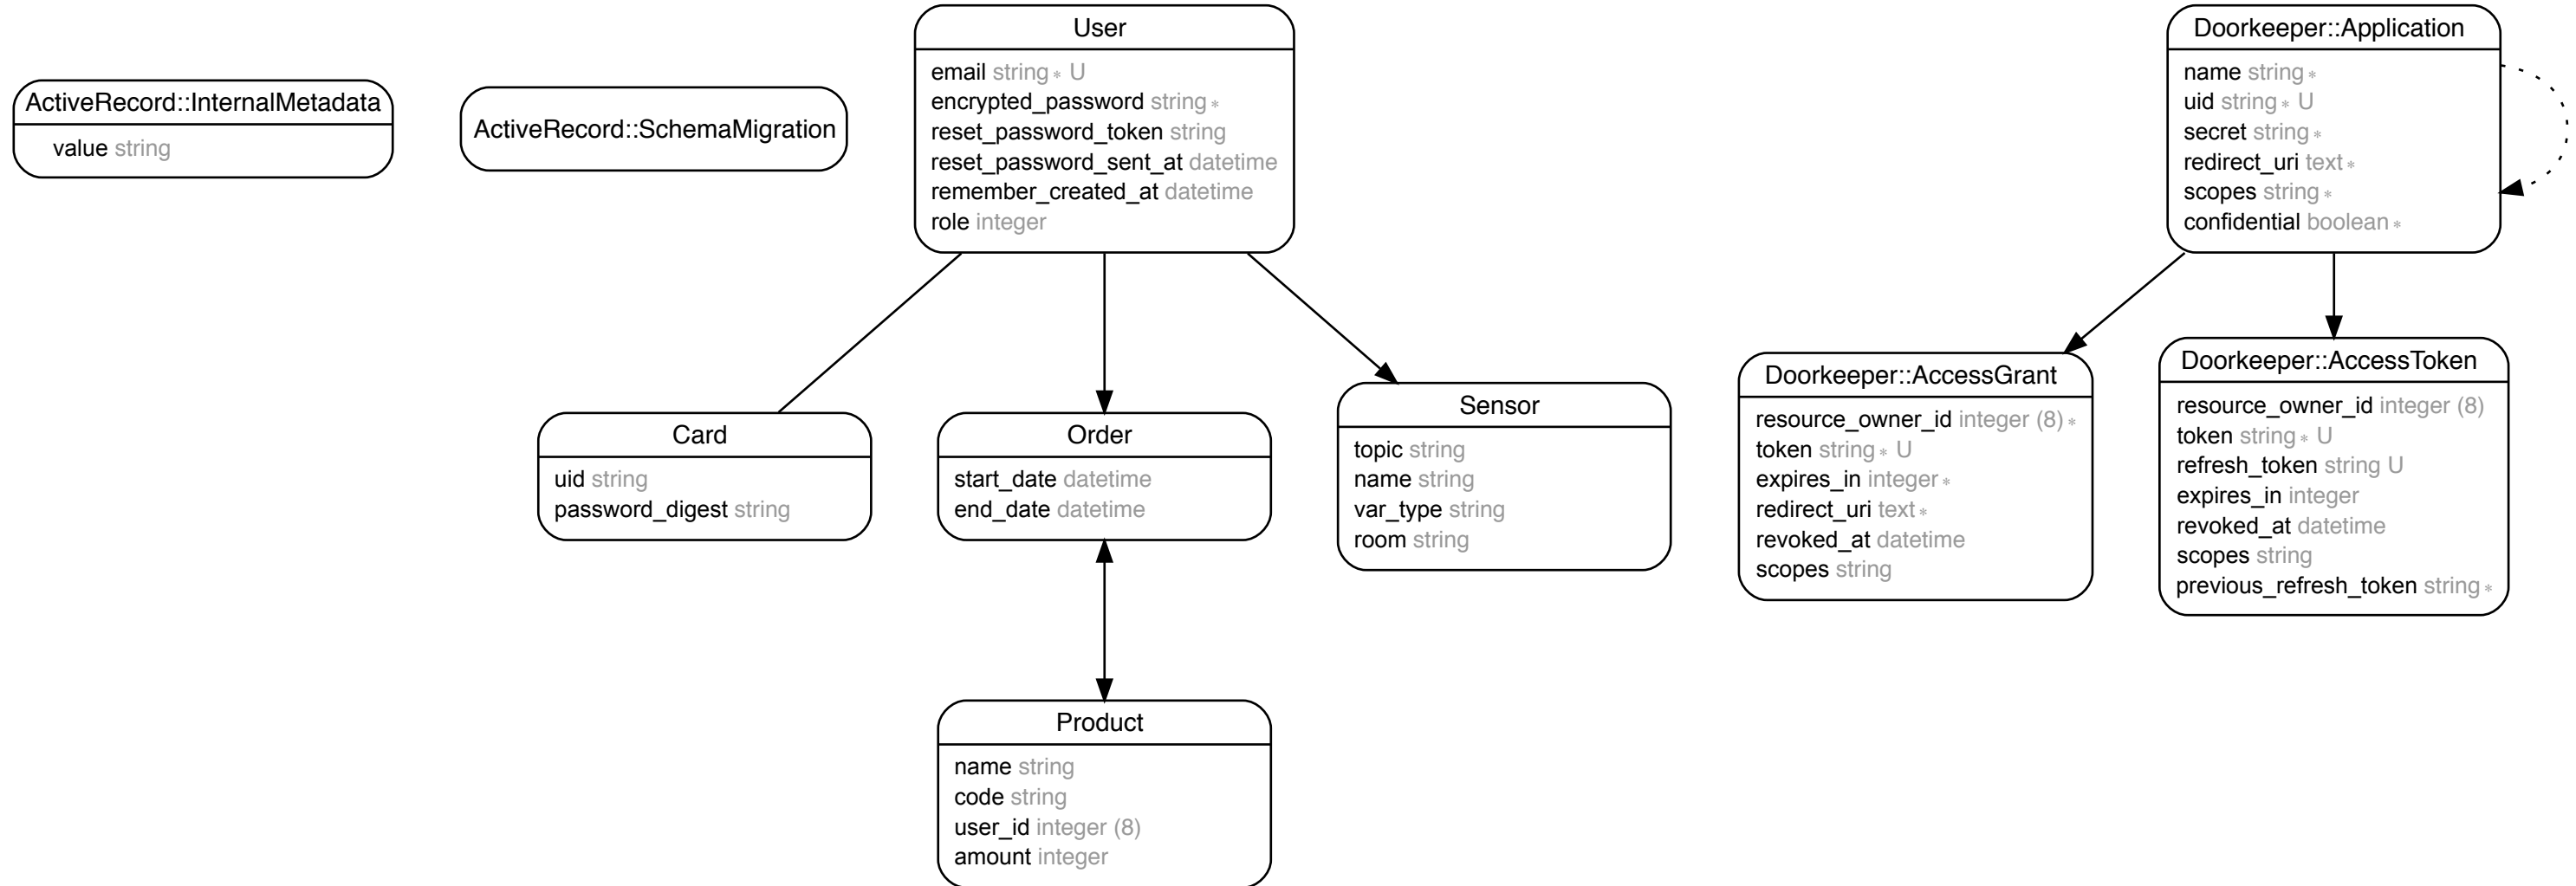 ActiveRecord::InternalMetadata
value string
ActiveRecord::SchemaMigration
User
email string * U
encrypted_password string *
reset_password_token string
reset_password_sent_at datetime
remember_created_at datetime
role integer
Doorkeeper::Application
name string *
uid string * U
secret string *
redirect_uri text *
scopes string *
confidential boolean *
Card
uid string
password_digest string
Order
start_date datetime
end_date datetime
Sensor
topic string
name string
var_type string
room string
Doorkeeper::AccessGrant
resource_owner_id integer (8) *
token string * U
expires_in integer *
redirect_uri text *
revoked_at datetime
scopes string
Doorkeeper::AccessToken
resource_owner_id integer (8)
token string * U
refresh_token string U
expires_in integer
revoked_at datetime
scopes string
previous_refresh_token string *
Product
name string
code string
user_id integer (8)
amount integer